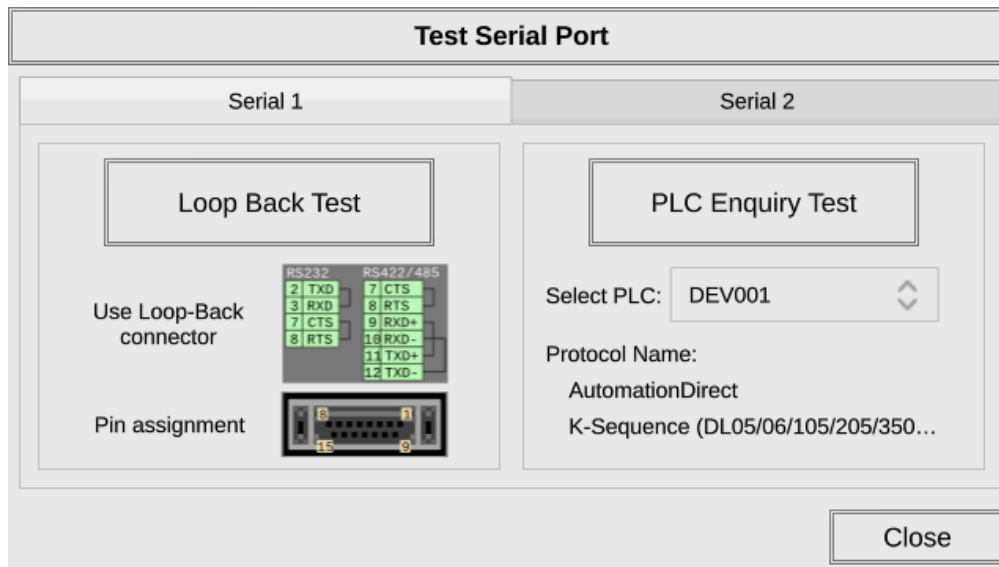 Test Serial Port
Serial 1
Serial 2
Loop Back Test
Use Loop-Back
connector
RS232
2 TXD
3 RXD
7 CTS
8 RTS
RS422/485
7 CTS
8 RTS
9 RXD+
10 RXD-
11 TXD+
12 TXD-
Pin assignment
8 1
15 9
PLC Enquiry Test
Select PLC: DEV001
Protocol Name:
AutomationDirect
K-Sequence (DL05/06/105/205/350...
Close